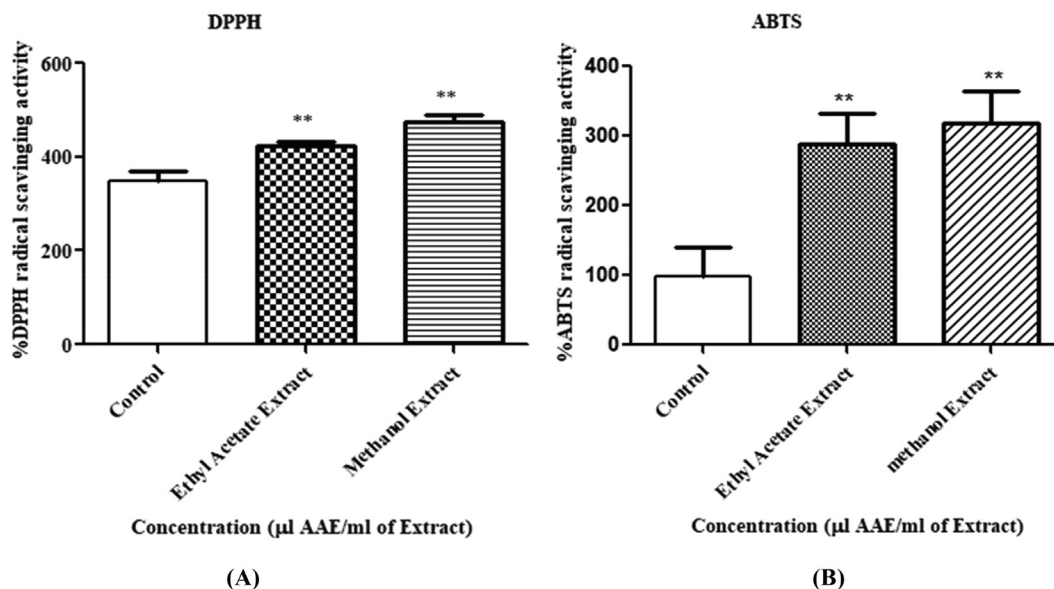 DPPH
%DPPH radical scavinging activity
600
400
200
0
**
**
Control
Ethyl Acetate Extract
Methanol Extract
Concentration (µl AAE/ml of Extract)
(A)
ABTS
%ABTS radical scavinging activity
400
300
200
100
0
**
**
Control
Ethyl Acetate Extract
methanol Extract
Concentration (µl AAE/ml of Extract)
(B)